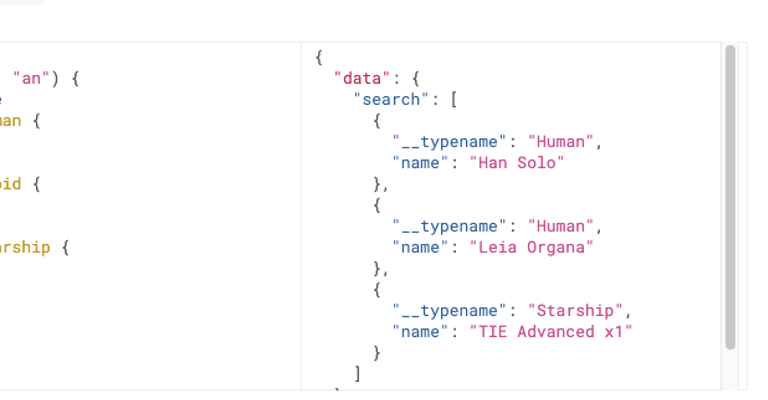 "an") {
e
man {
oid {
arship {
{
"data": {
"search": [
{
"__typename": "Human",
"name": "Han Solo"
},
{
"__typename": "Human",
"name": "Leia Organa"
},
{
"__typename": "Starship",
"name": "TIE Advanced x1"
}
]